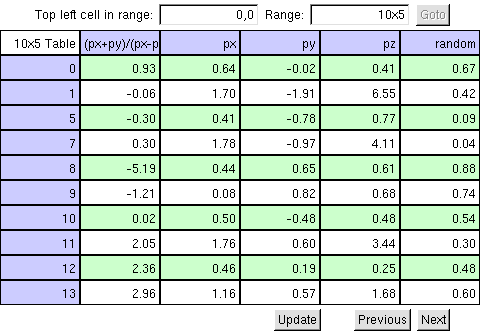 Top left cell in range: 0,0 Range: 10x5 Goto
10x5 Table (px+py)/(px-p px py pz random
0 0.93 0.64 -0.02 0.41 0.67
1 -0.06 1.70 -1.91 6.55 0.42
5 -0.30 0.41 -0.78 0.77 0.09
7 0.30 1.78 -0.97 4.11 0.04
8 -5.19 0.44 0.65 0.61 0.88
9 -1.21 0.08 0.82 0.68 0.74
10 0.02 0.50 -0.48 0.48 0.54
11 2.05 1.76 0.60 3.44 0.30
12 2.36 0.46 0.19 0.25 0.48
13 2.96 1.16 0.57 1.68 0.60
Update Previous Next